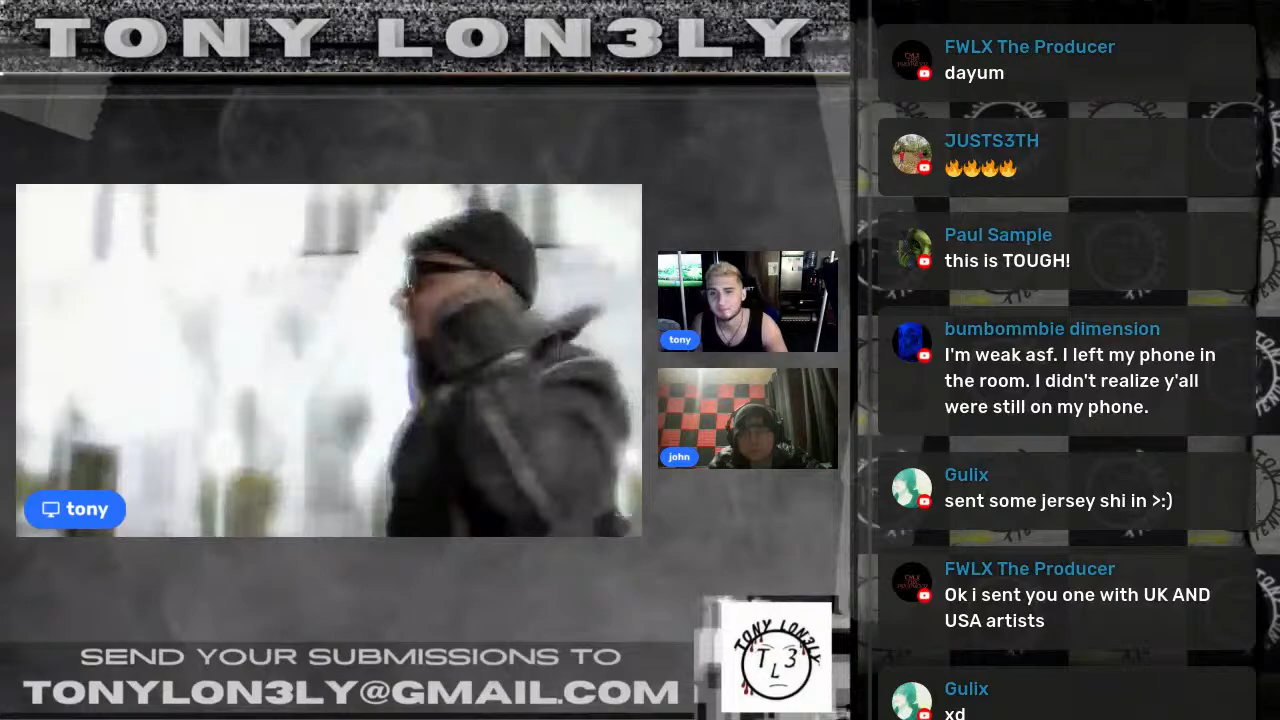 TONY LON3LY
FWLX The Producer
dayum
JUSTS3TH
🔥🔥🔥🔥
Paul Sample
this is TOUGH!
bumbommbie dimension
I'm weak asf. I left my phone in
the room. I didn't realize y'all
were still on my phone.
Gulix
sent some jersey shi in >:)
FWLX The Producer
Ok i sent you one with UK AND
USA artists
Gulix
xd
tony
john
tony
SEND YOUR SUBMISSIONS TO
TONYLON3LY@GMAIL.COM
TONY LON3LY
TL3